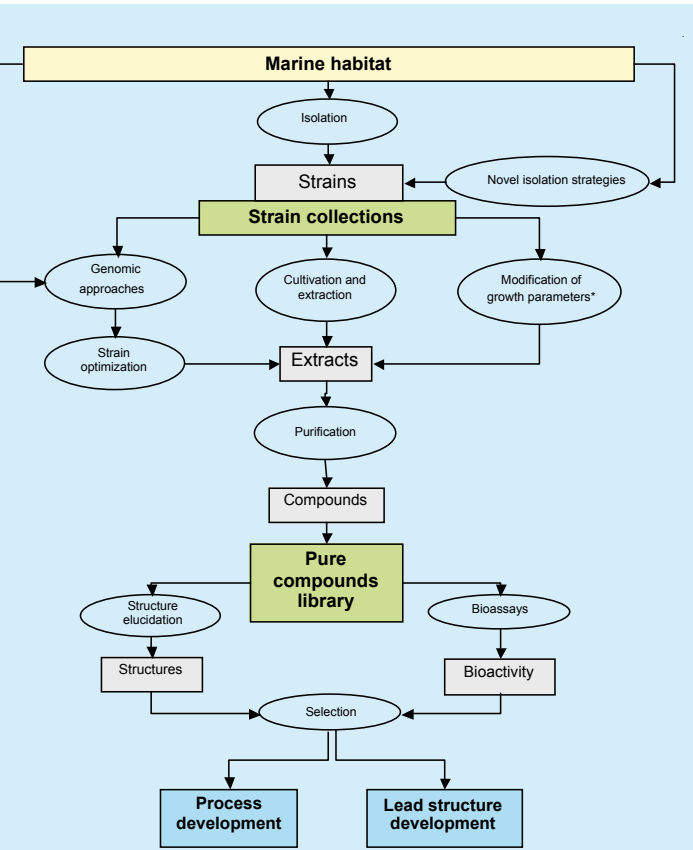 Marine habitat
Isolation
Strains
Novel isolation strategies
Strain collections
Genomic
approaches
Cultivation and
extraction
Modification of
growth parameters*
Strain
optimization
Extracts
Purification
Compounds
Pure
compounds
library
Structure
elucidation
Bioassays
Structures
Bioactivity
Selection
Process
development
Lead structure
development